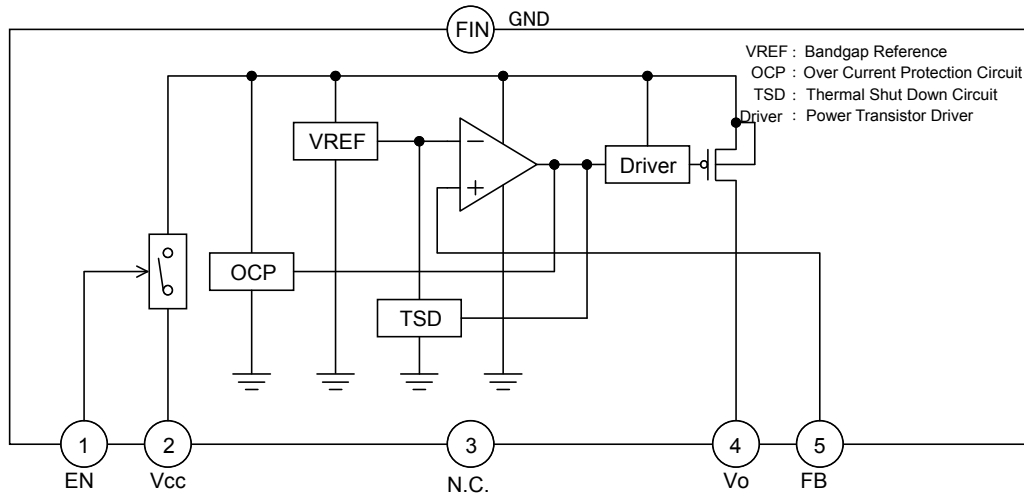 FIN GND
VREF : Bandgap Reference
OCP : Over Current Protection Circuit
TSD : Thermal Shut Down Circuit
Driver : Power Transistor Driver
VREF
−
+
Driver
OCP
TSD
1 2 3 4 5
EN Vcc N.C. Vo FB